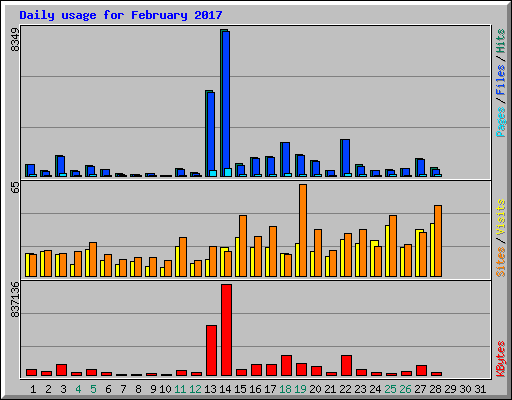 Daily usage for February 2017
8349
Pages / Files / Hits
65
Sites / Visits
837136
KBytes
1 2 3 4 5 6 7 8 9 10 11 12 13 14 15 16 17 18 19 20 21 22 23 24 25 26 27 28 29 30 31